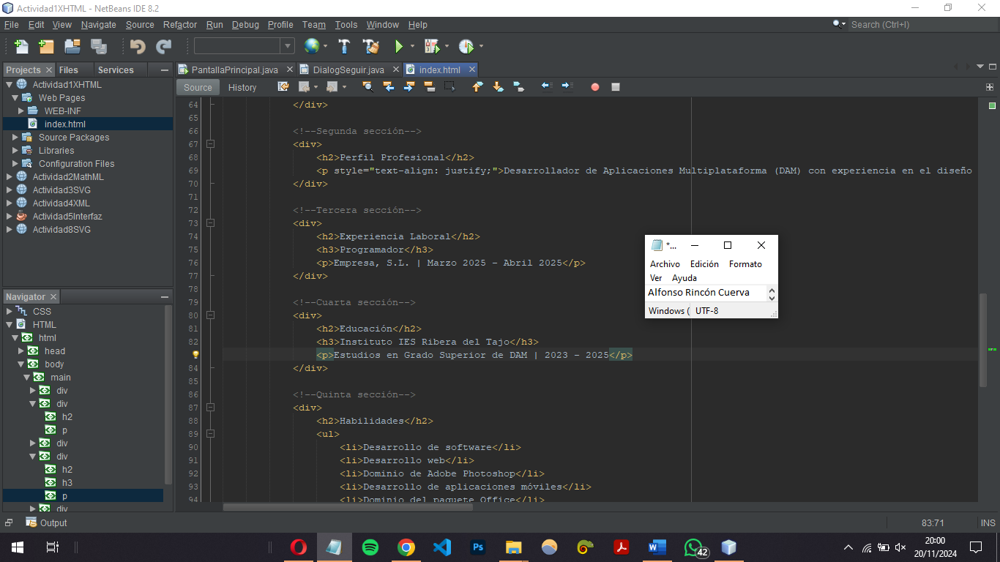 Actividad1XHTML - NetBeans IDE 8.2
File Edit View Navigate Source Refactor Run Debug Profile Team Tools Window Help
Search (Ctrl+I)
Projects Files Services
PantallaPrincipal.java DialogSeguir.java index.html
Source History
Actividad1XHTML
Web Pages
WEB-INF
index.html
Source Packages
Libraries
Configuration Files
Actividad2MathML
Actividad3SVG
Actividad4XML
Actividad5Interfaz
Actividad8SVG
Navigator
CSS
HTML
html
head
body
main
div
div
h2
p
div
div
h2
h3
p
div
64 </div>
65
66 <!--Segunda sección-->
67 <div>
68 <h2>Perfil Profesional</h2>
69 <p style="text-align: justify;">Desarrollador de Aplicaciones Multiplataforma (DAM) con experiencia en el diseño
70 </div>
71
72 <!--Tercera sección-->
73 <div>
74 <h2>Experiencia Laboral</h2>
75 <h3>Programador</h3>
76 <p>Empresa, S.L. | Marzo 2025 - Abril 2025</p>
77 </div>
78
79 <!--Cuarta sección-->
80 <div>
81 <h2>Educación</h2>
82 <h3>Instituto IES Ribera del Tajo</h3>
<p>Estudios en Grado Superior de DAM | 2023 - 2025</p>
84 </div>
85
86 <!--Quinta sección-->
87 <div>
88 <h2>Habilidades</h2>
89 <ul>
90 <li>Desarrollo de software</li>
91 <li>Desarrollo web</li>
92 <li>Dominio de Adobe Photoshop</li>
93 <li>Desarrollo de aplicaciones móviles</li>
94 <li>Dominio del paquete Office</li>
*...
Archivo Edición Formato
Ver Ayuda
Alfonso Rincón Cuerva
Windows ( UTF-8
Output
83:71 INS
Ps
42
20:00
20/11/2024